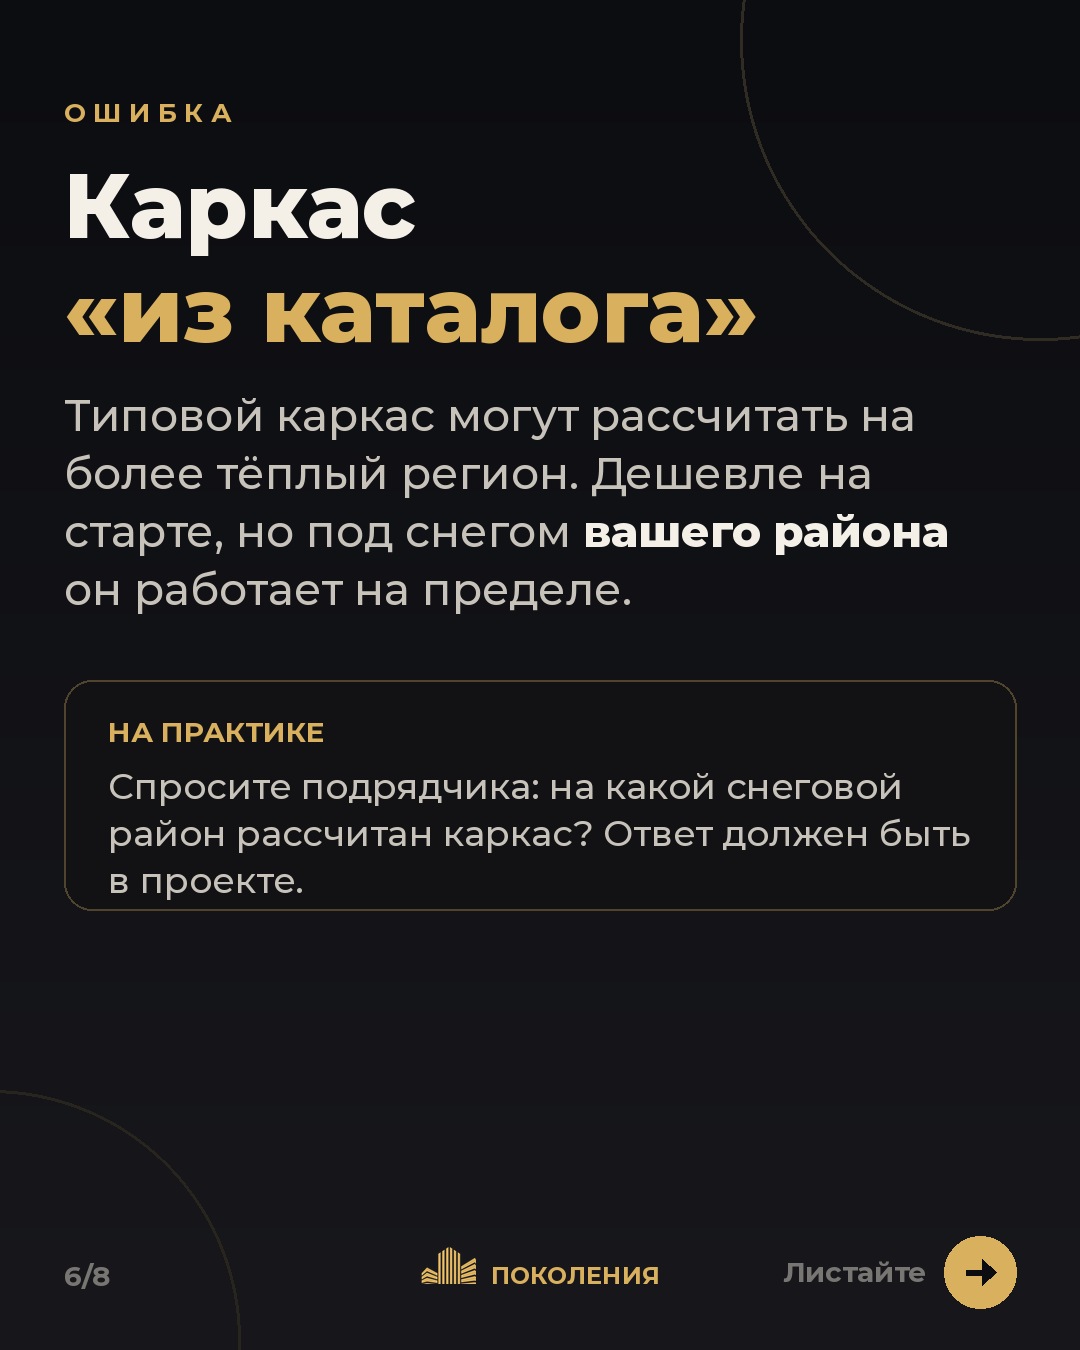 ОШИБКА
Каркас
«из каталога»
Типовой каркас могут рассчитать на
более тёплый регион. Дешевле на
старте, но под снегом вашего района
он работает на пределе.
НА ПРАКТИКЕ
Спросите подрядчика: на какой снеговой
район рассчитан каркас? Ответ должен быть
в проекте.
6/8
ПОКОЛЕНИЯ
Листайте